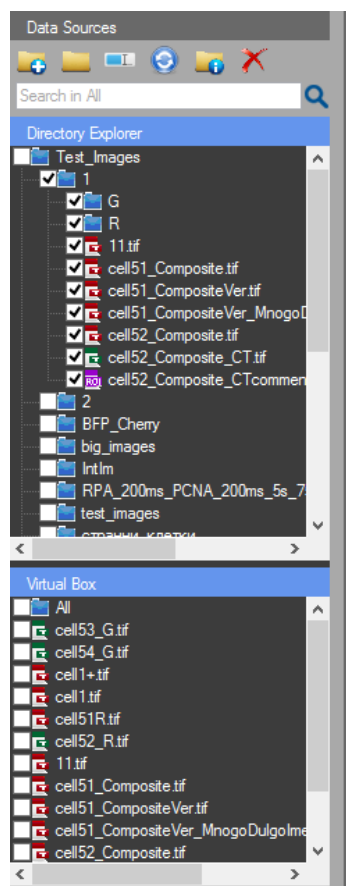 Data Sources
Search in All
Directory Explorer
Test_Images
1
G
R
11.tif
cell51_Composite.tif
cell51_CompositeVer.tif
cell51_CompositeVer_MnogoD
cell52_Composite.tif
cell52_Composite_CT.tif
ROI cell52_Composite_CTcommen
2
BFP_Cherry
big_images
IntIm
RPA_200ms_PCNA_200ms_5s_7
test_images
странни_клетки
Virtual Box
All
cell53_G.tif
cell54_G.tif
cell1+.tif
cell1.tif
cell51R.tif
cell52_R.tif
11.tif
cell51_Composite.tif
cell51_CompositeVer.tif
cell51_CompositeVer_MnogoDulgoIme
cell52_Composite.tif